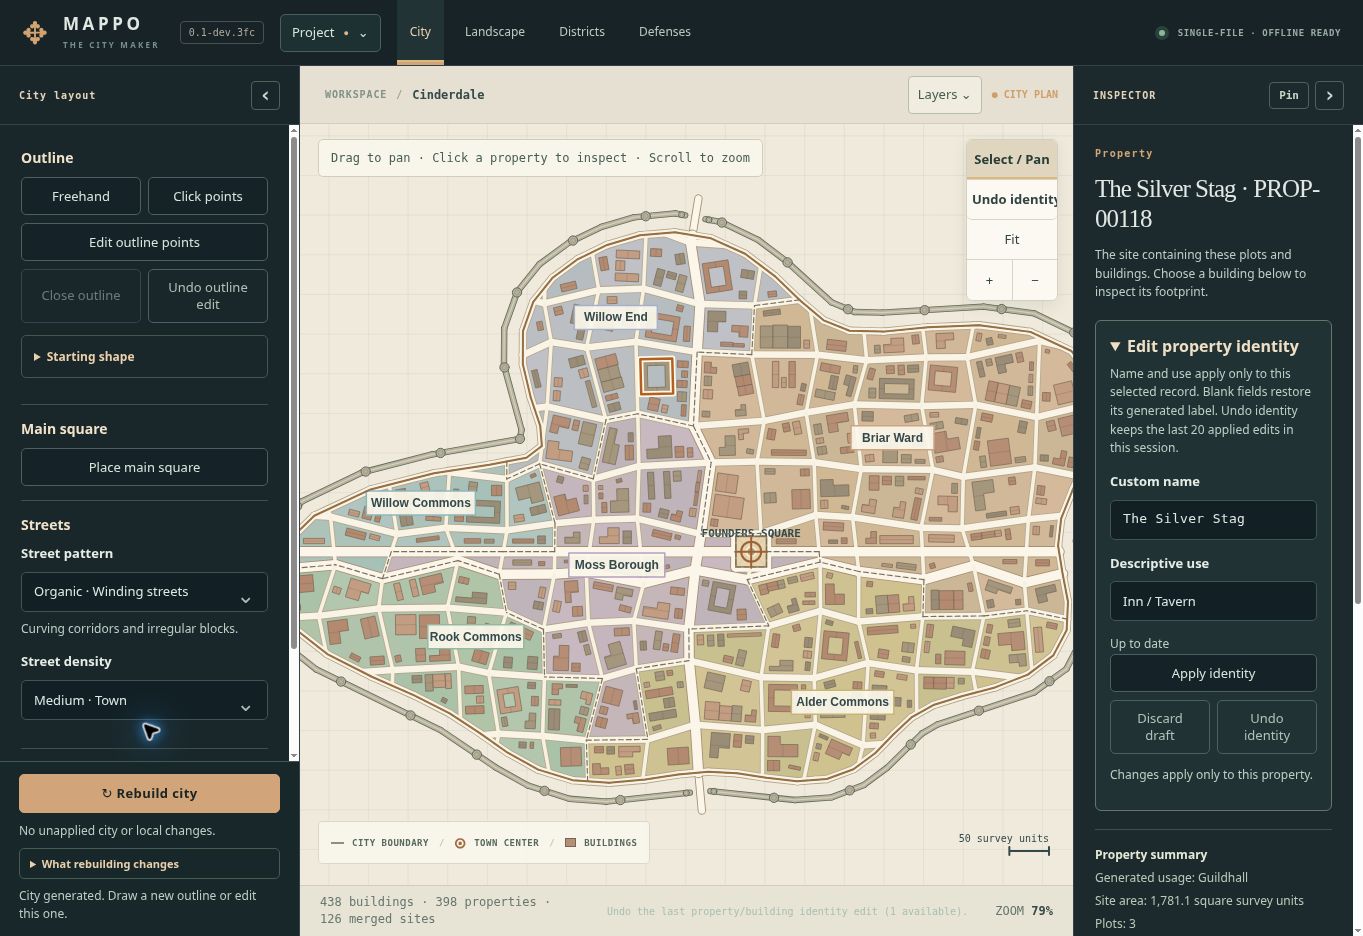 MAPPO
THE CITY MAKER
0.1-dev.3fc
Project • ⌄
City
Landscape
Districts
Defenses
SINGLE-FILE · OFFLINE READY
City layout
Outline
Freehand
Click points
Edit outline points
Close outline
Undo outline
edit
Starting shape
Main square
Place main square
Streets
Street pattern
Organic · Winding streets
Curving corridors and irregular blocks.
Street density
Medium · Town
↻ Rebuild city
No unapplied city or local changes.
What rebuilding changes
City generated. Draw a new outline or edit
this one.
WORKSPACE / Cinderdale
Layers ⌄
CITY PLAN
Drag to pan · Click a property to inspect · Scroll to zoom
Select / Pan
Undo identity
Fit
+
−
Willow End
Briar Ward
Willow Commons
FOUNDERS SQUARE
Moss Borough
Rook Commons
Alder Commons
CITY BOUNDARY / TOWN CENTER / BUILDINGS
50 survey units
438 buildings · 398 properties ·
126 merged sites
Undo the last property/building identity edit (1 available).
ZOOM 79%
INSPECTOR
Pin
Property
The Silver Stag · PROP-
00118
The site containing these plots and
buildings. Choose a building below to
inspect its footprint.
Edit property identity
Name and use apply only to this
selected record. Blank fields restore
its generated label. Undo identity
keeps the last 20 applied edits in
this session.
Custom name
The Silver Stag
Descriptive use
Inn / Tavern
Up to date
Apply identity
Discard
draft
Undo
identity
Changes apply only to this property.
Property summary
Generated usage: Guildhall
Site area: 1,781.1 square survey units
Plots: 3